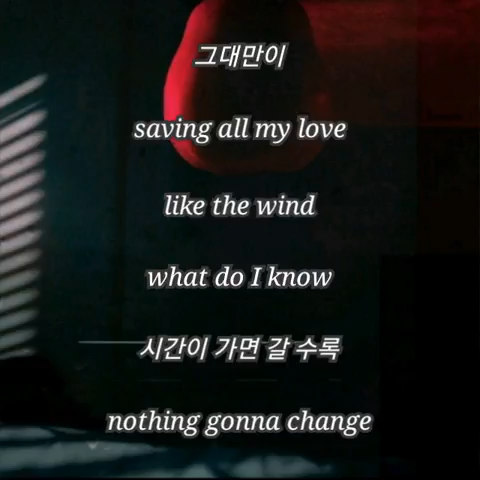 그대만이
saving all my love
like the wind
what do I know
시간이 가면 갈 수록
nothing gonna change